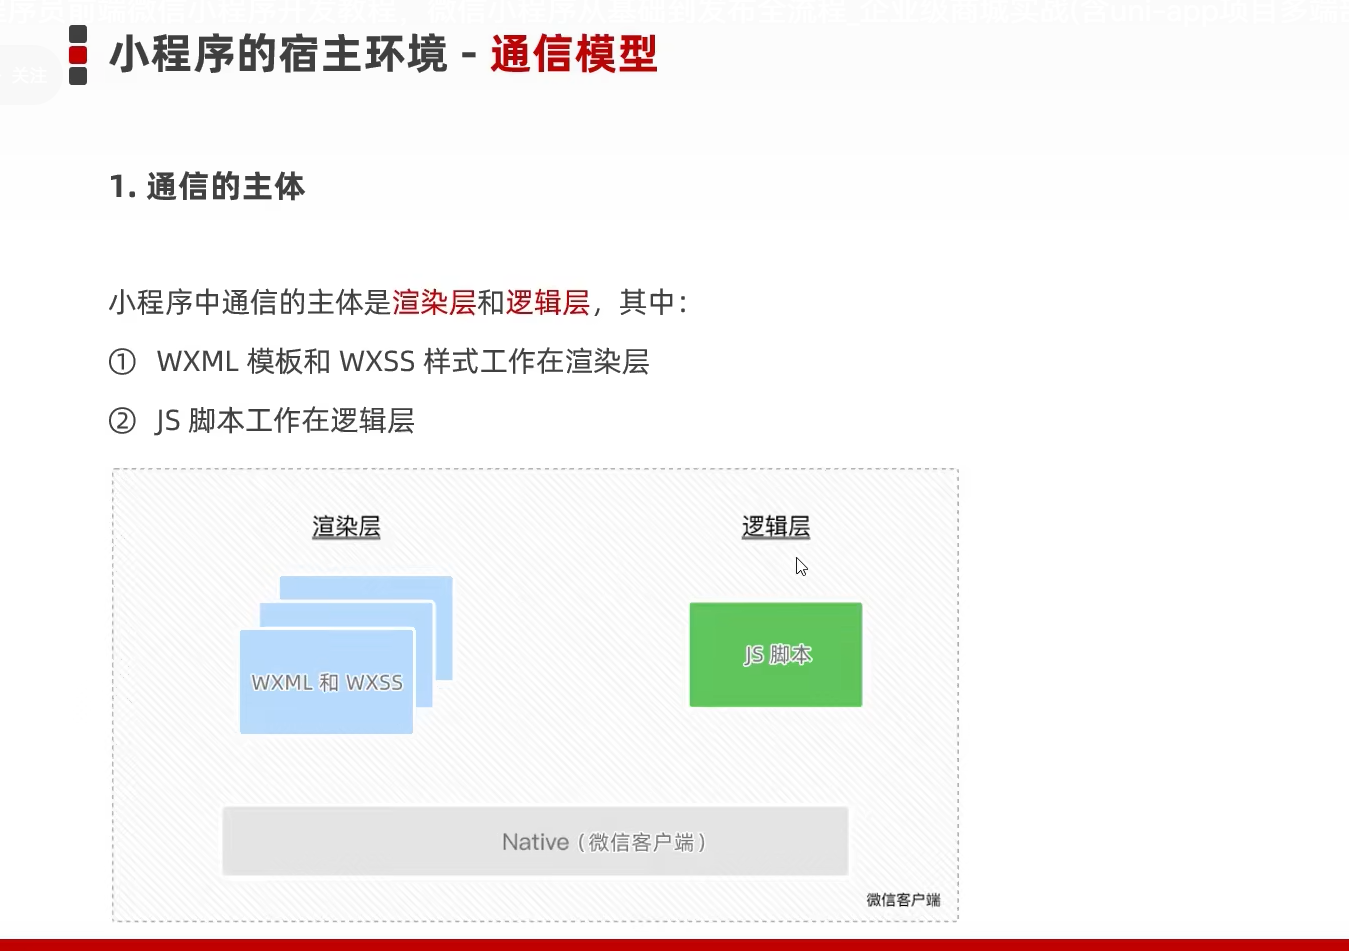 序员前端微信小程序开发教程，微信小程序从基础到发布全流程_企业级商城实战(含uni-app项目多端
关注
小程序的宿主环境 - 通信模型
1. 通信的主体
小程序中通信的主体是渲染层和逻辑层，其中：
① WXML 模板和 WXSS 样式工作在渲染层
② JS 脚本工作在逻辑层
渲染层
逻辑层
JS 脚本
WXML 和 WXSS
Native（微信客户端）
微信客户端